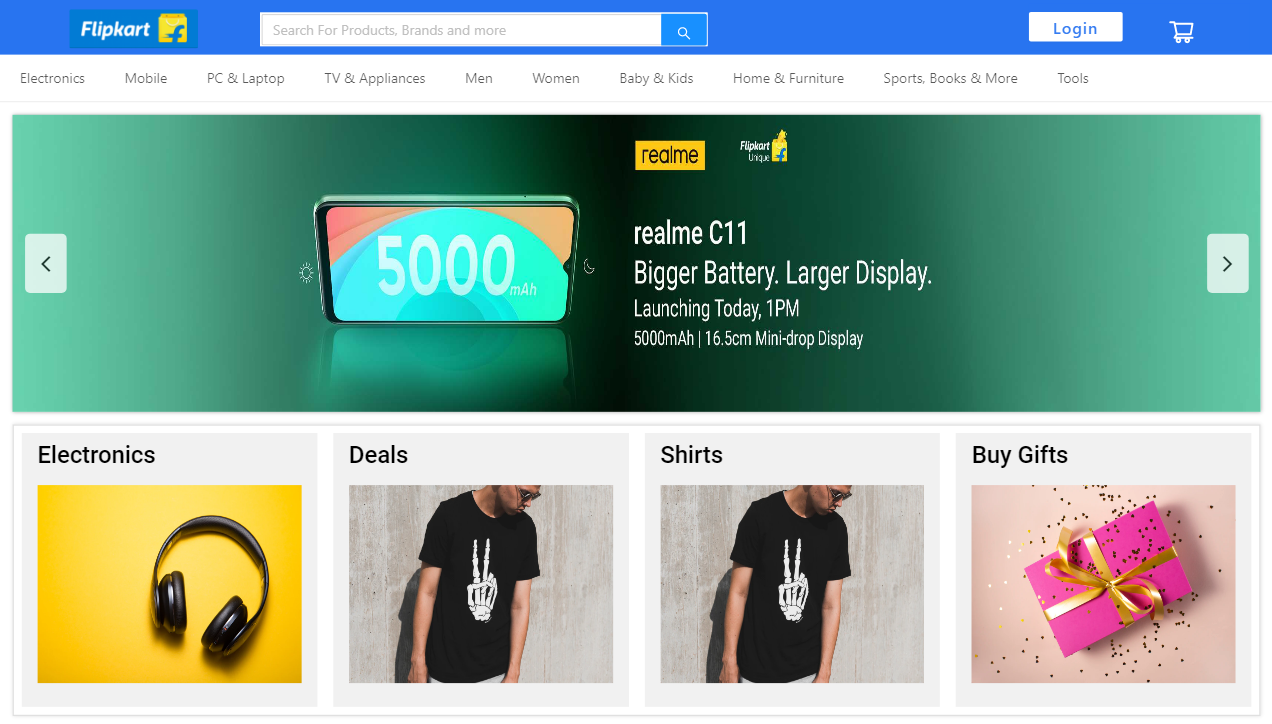 Flipkart
Search For Products, Brands and more
Login
Electronics Mobile PC & Laptop TV & Appliances Men Women Baby & Kids Home & Furniture Sports, Books & More Tools
realme
Flipkart
Unique
5000mAh
realme C11
Bigger Battery. Larger Display.
Launching Today, 1PM
5000mAh | 16.5cm Mini-drop Display
Electronics
Deals
Shirts
Buy Gifts